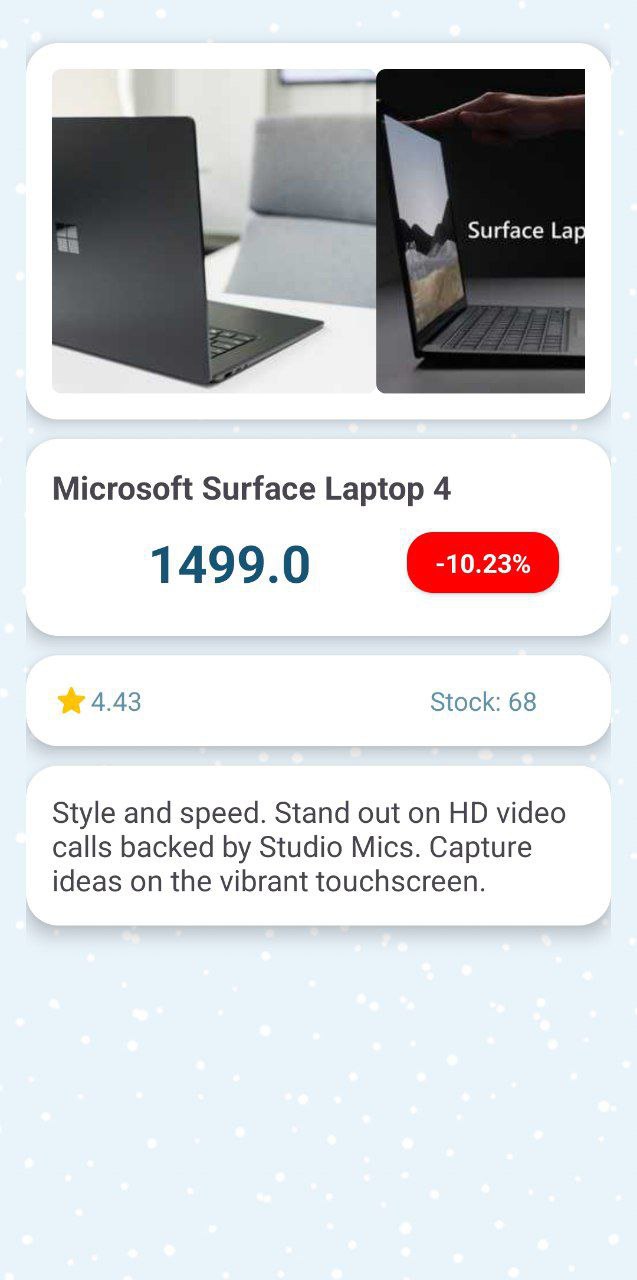 Surface Lap
Microsoft Surface Laptop 4
1499.0
-10.23%
4.43
Stock: 68
Style and speed. Stand out on HD video
calls backed by Studio Mics. Capture
ideas on the vibrant touchscreen.